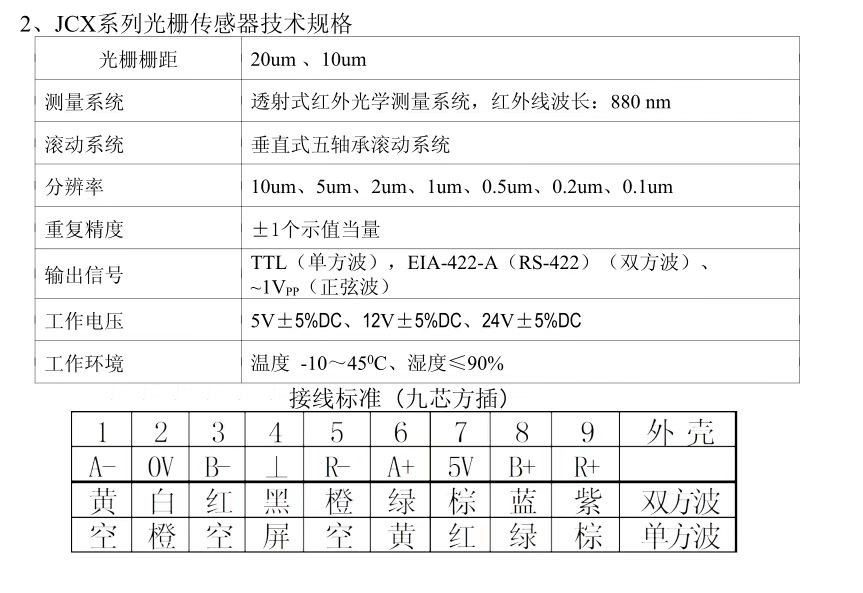 2、JCX系列光栅传感器技术规格
光栅栅距 20um 、10um
测量系统 透射式红外光学测量系统，红外线波长：880 nm
滚动系统 垂直式五轴承滚动系统
分辨率 10um、5um、2um、1um、0.5um、0.2um、0.1um
重复精度 ±1个示值当量
输出信号 TTL（单方波），EIA-422-A（RS-422）（双方波）、
~1VPP（正弦波）
工作电压 5V±5%DC、12V±5%DC、24V±5%DC
工作环境 温度 -10～45⁰C、湿度≤90%
接线标准（九芯方插）
1 2 3 4 5 6 7 8 9 外 壳
A- 0V B- ⊥ R- A+ 5V B+ R+
黄 白 红 黑 橙 绿 棕 蓝 紫 双方波
空 橙 空 屏 空 黄 红 绿 棕 单方波